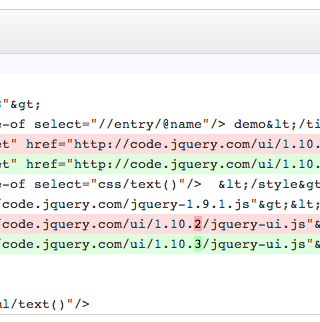 "&gt;
-of select="//entry/@name"/> demo&lt;/ti
et" href="http://code.jquery.com/ui/1.10.
et" href="http://code.jquery.com/ui/1.10.
e-of select="css/text()"/>  &lt;/style&gt
/code.jquery.com/jquery-1.9.1.js"&gt;&lt;
/code.jquery.com/ui/1.10.2/jquery-ui.js"&
/code.jquery.com/ui/1.10.3/jquery-ui.js"&
ml/text()"/>